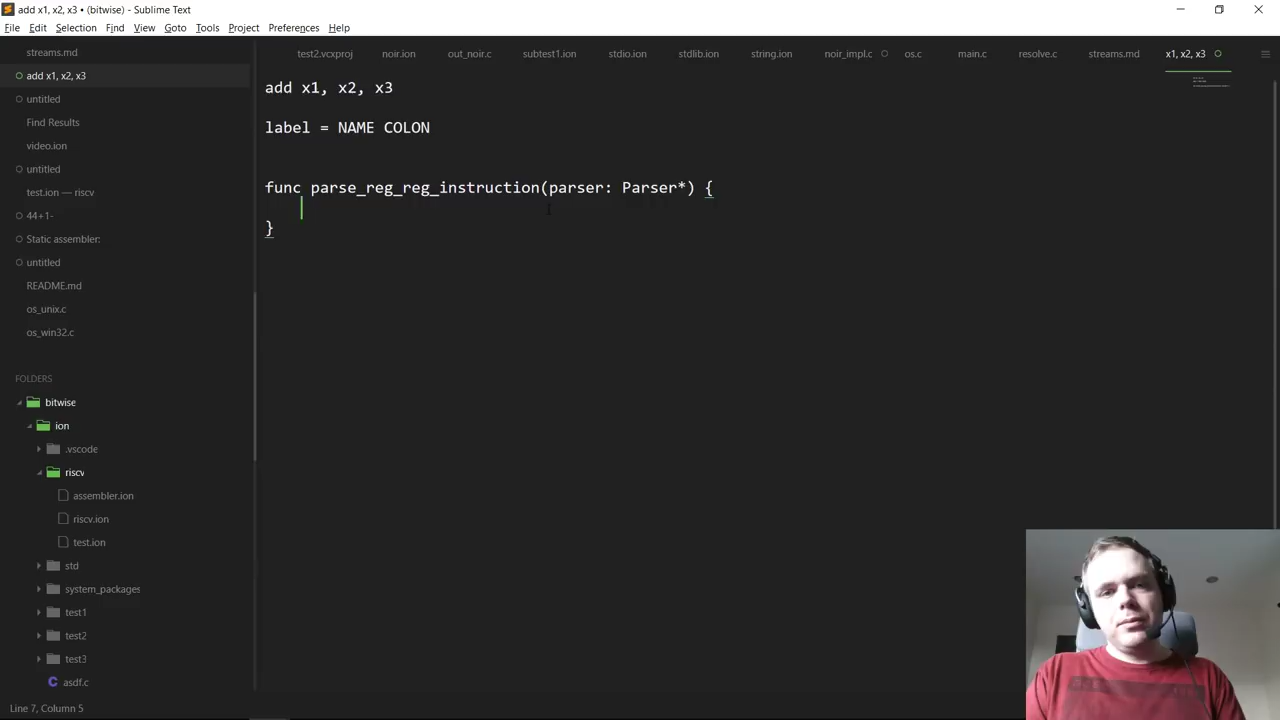 add x1, x2, x3 • (bitwise) - Sublime Text
File Edit Selection Find View Goto Tools Project Preferences Help
streams.md
add x1, x2, x3
untitled
Find Results
video.ion
untitled
test.ion — riscv
44+1-
Static assembler:
untitled
README.md
os_unix.c
os_win32.c
FOLDERS
bitwise
ion
.vscode
riscv
assembler.ion
riscv.ion
test.ion
std
system_packages
test1
test2
test3
asdf.c
test2.vcxproj noir.ion out_noir.c subtest1.ion stdio.ion stdlib.ion string.ion noir_impl.c os.c main.c resolve.c streams.md x1, x2, x3
add x1, x2, x3
label = NAME COLON
func parse_reg_reg_instruction(parser: Parser*) {
}
Line 7, Column 5